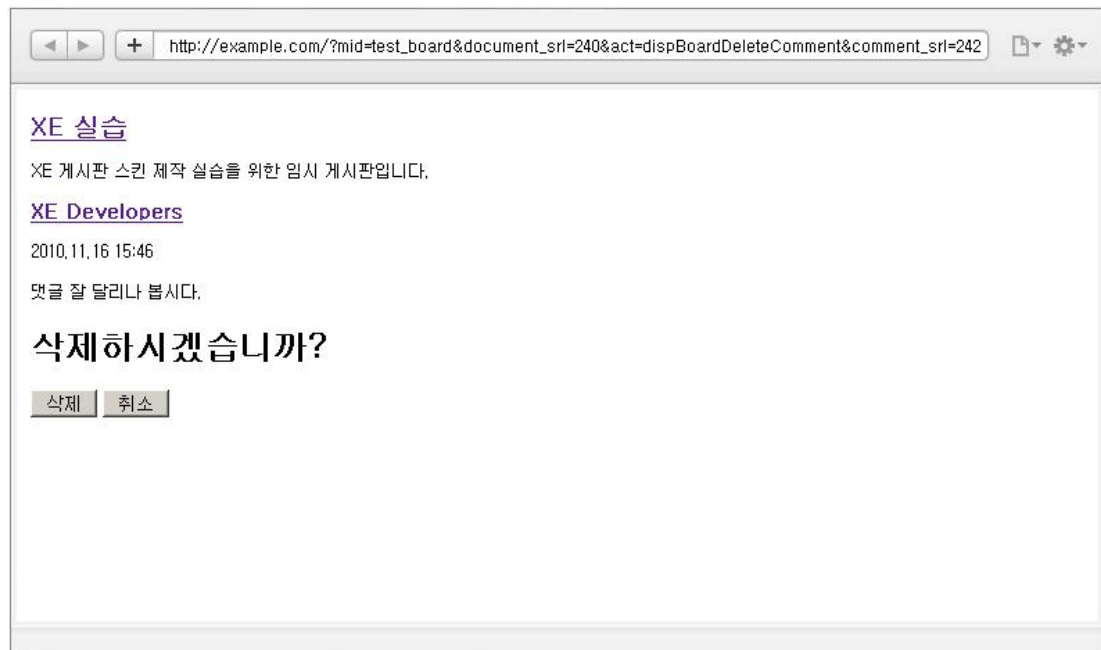 http://example.com/?mid=test_board&document_srl=240&act=dispBoardDeleteComment&comment_srl=242
XE 실습
XE 게시판 스킨 제작 실습을 위한 임시 게시판입니다.
XE Developers
2010.11.16 15:46
댓글 잘 달리나 봅시다.
삭제하시겠습니까?
삭제 취소